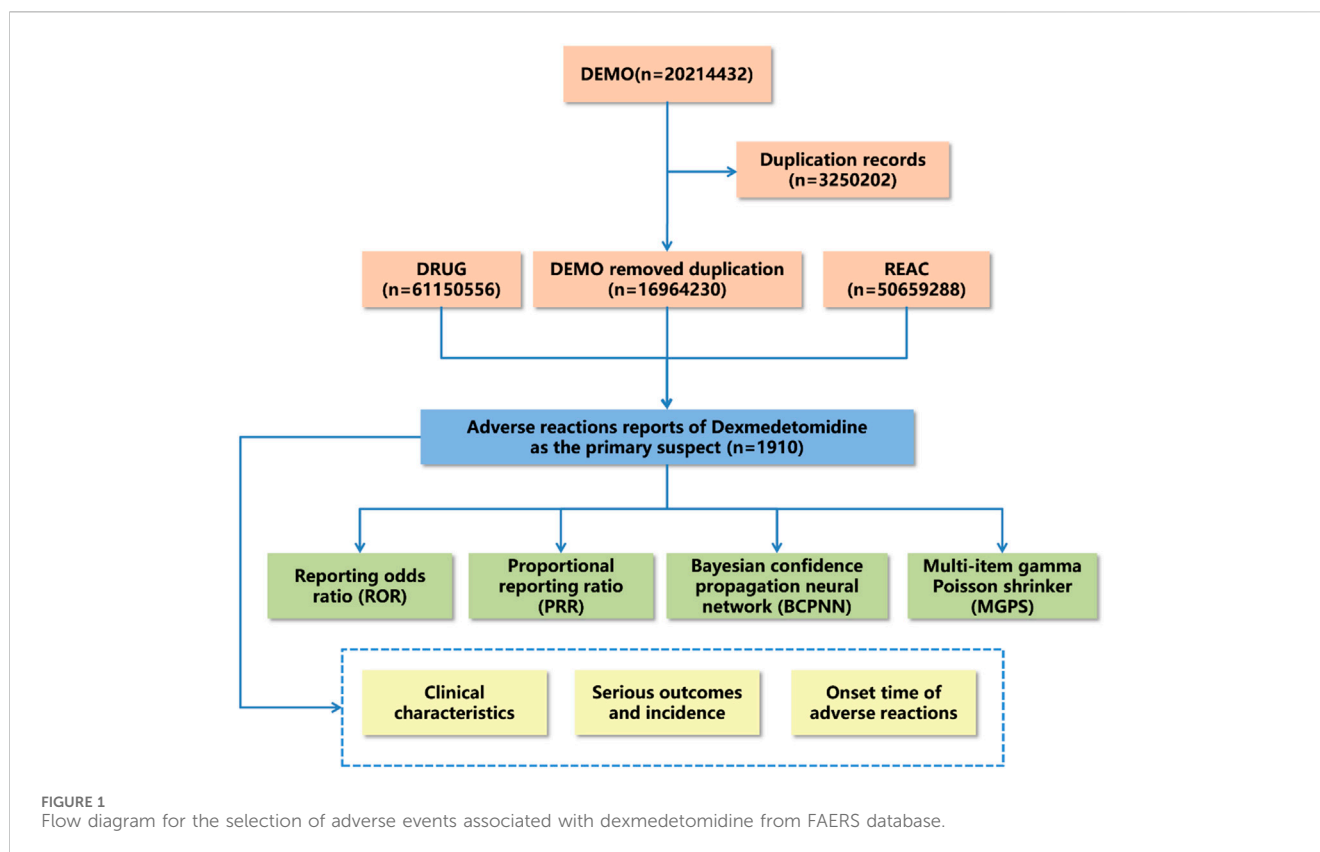 DEMO(n=20214432)
Duplication records
(n=3250202)
DRUG
(n=61150556)
DEMO removed duplication
(n=16964230)
REAC
(n=50659288)
Adverse reactions reports of Dexmedetomidine
as the primary suspect (n=1910)
Reporting odds
ratio (ROR)
Proportional
reporting ratio
(PRR)
Bayesian confidence
propagation neural
network (BCPNN)
Multi-item gamma
Poisson shrinker
(MGPS)
Clinical
characteristics
Serious outcomes
and incidence
Onset time of
adverse reactions
FIGURE 1
Flow diagram for the selection of adverse events associated with dexmedetomidine from FAERS database.